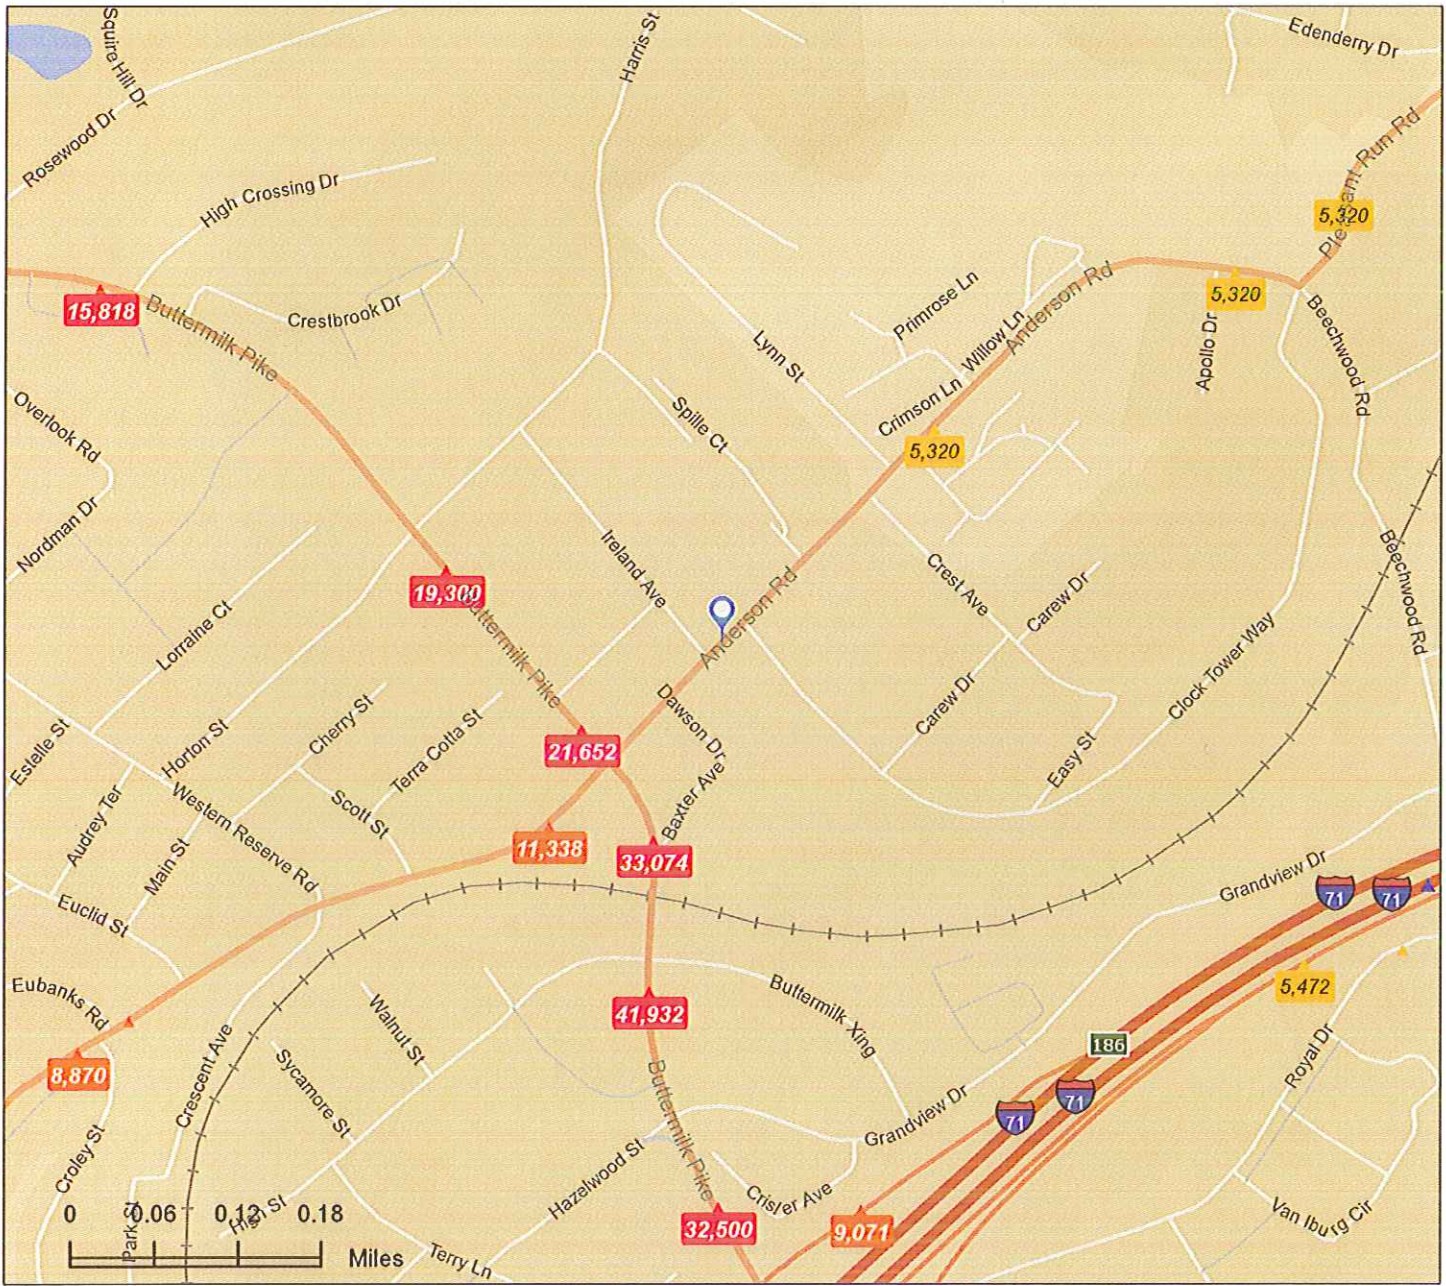 Squire Hill Dr
Harris St
Edenderry Dr
Rosewood Dr
High Crossing Dr
Pleasant Run Rd
5,320
15,818
Buttermilk Pike
Crestbrook Dr
Primrose Ln
Willow Ln
Anderson Rd
5,320
Apollo Dr
Beechwood Rd
Lynn St
Crimson Ln
5,320
Overlook Rd
Spille Ct
Nordman Dr
Ireland Ave
19,300
Buttermilk Pike
Crest Ave
Carew Dr
Beechwood Rd
Lorraine Ct
Anderson Rd
Clock Tower Way
Carew Dr
Dawson Dr
Estelle St
Horton St
Cherry St
Terra Cotta St
21,652
Easy St
Audrey Ter
Western Reserve Rd
Scott St
Baxter Ave
Main St
11,338
33,074
Grandview Dr
71
71
Euclid St
Eubanks Rd
Walnut St
41,932
Buttermilk Xing
5,472
186
8,870
Crescent Ave
Sycamore St
Buttermilk Pike
71
71
Royal Dr
Grandview Dr
Croley St
Hazelwood St
Crisler Ave
Van Iburg Cir
Park St
High St
32,500
9,071
Terry Ln
0 0.06 0.12 0.18
Miles